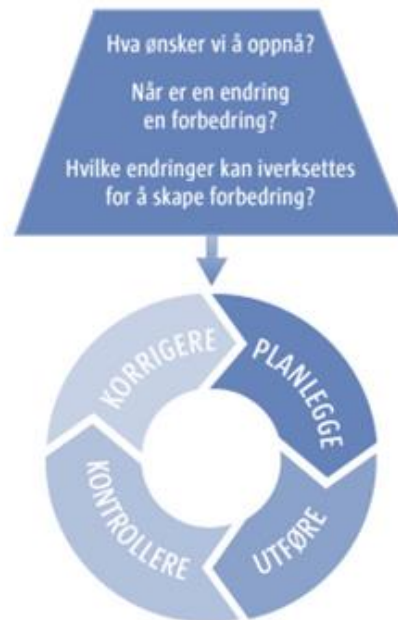 Hva ønsker vi å oppnå?
Når er en endring
en forbedring?
Hvilke endringer kan iverksettes
for å skape forbedring?
PLANLEGGE
UTFØRE
KONTROLLERE
KORRIGERE